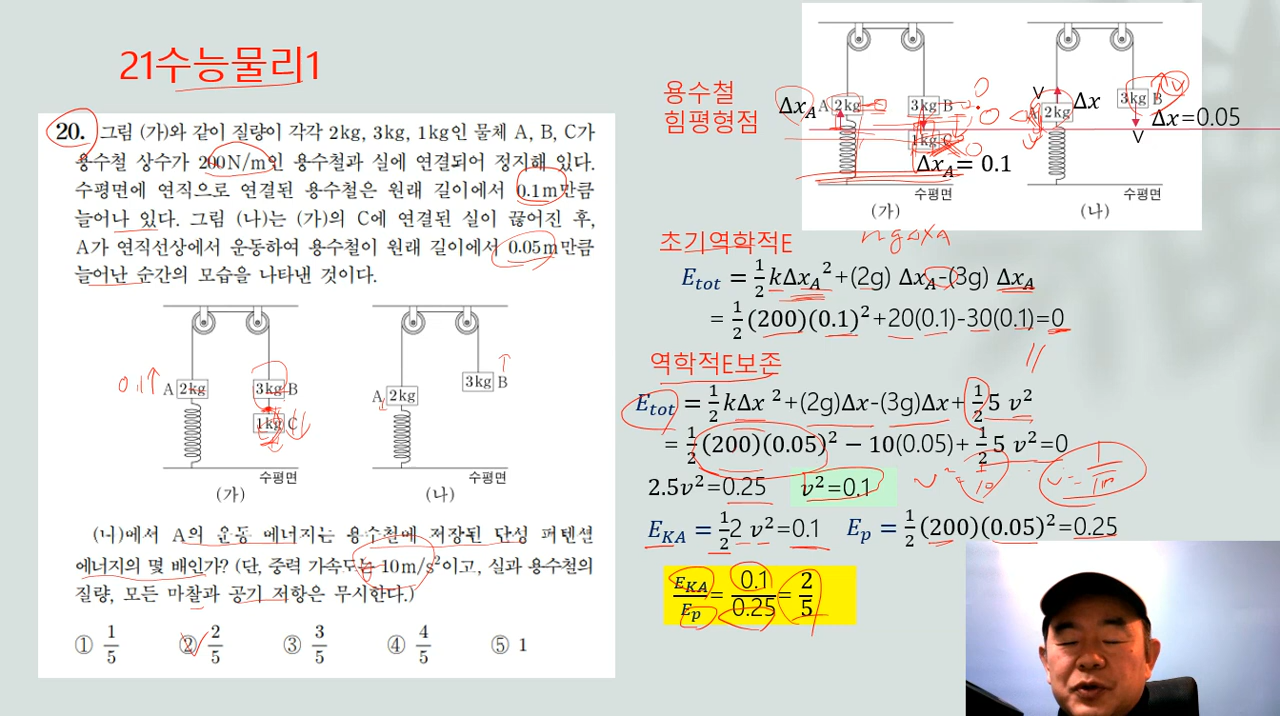 21수능물리1
20. 그림 (가)와 같이 질량이 각각 2kg, 3kg, 1kg인 물체 A, B, C가
용수철 상수가 200N/m인 용수철과 실에 연결되어 정지해 있다.
수평면에 연직으로 연결된 용수철은 원래 길이에서 0.1m만큼
늘어나 있다. 그림 (나)는 (가)의 C에 연결된 실이 끊어진 후,
A가 연직선상에서 운동하여 용수철이 원래 길이에서 0.05m만큼
늘어난 순간의 모습을 나타낸 것이다.
0.1
A 2kg 3kg B
1kg C
수평면
(가)
A 2kg 3kg B
수평면
(나)
(나)에서 A의 운동 에너지는 용수철에 저장된 탄성 퍼텐셜
에너지의 몇 배인가? (단, 중력 가속도는 10m/s²이고, 실과 용수철의
질량, 모든 마찰과 공기 저항은 무시한다.)
① 1/5 ② 2/5 ③ 3/5 ④ 4/5 ⑤ 1
용수철
힘평형점
Δx_A A 2kg 3kg B
1kg C
Δx_A = 0.1
수평면
(가)
v 2kg Δx 3kg B
Δx=0.05
v
수평면
(나)
초기역학적E
E_tot = 1/2 kΔx_A² +(2g) Δx_A-(3g) Δx_A
= 1/2 (200)(0.1)² +20(0.1)-30(0.1)=0
역학적E보존
E_tot = 1/2 kΔx ² +(2g)Δx-(3g)Δx+ 1/2 5 v²
= 1/2 (200)(0.05)² − 10(0.05)+ 1/2 5 v²=0
2.5v²=0.25 v²=0.1
E_KA = 1/2 2 v²=0.1 E_p = 1/2 (200)(0.05)²=0.25
E_KA/E_p = 0.1/0.25 = 2/5